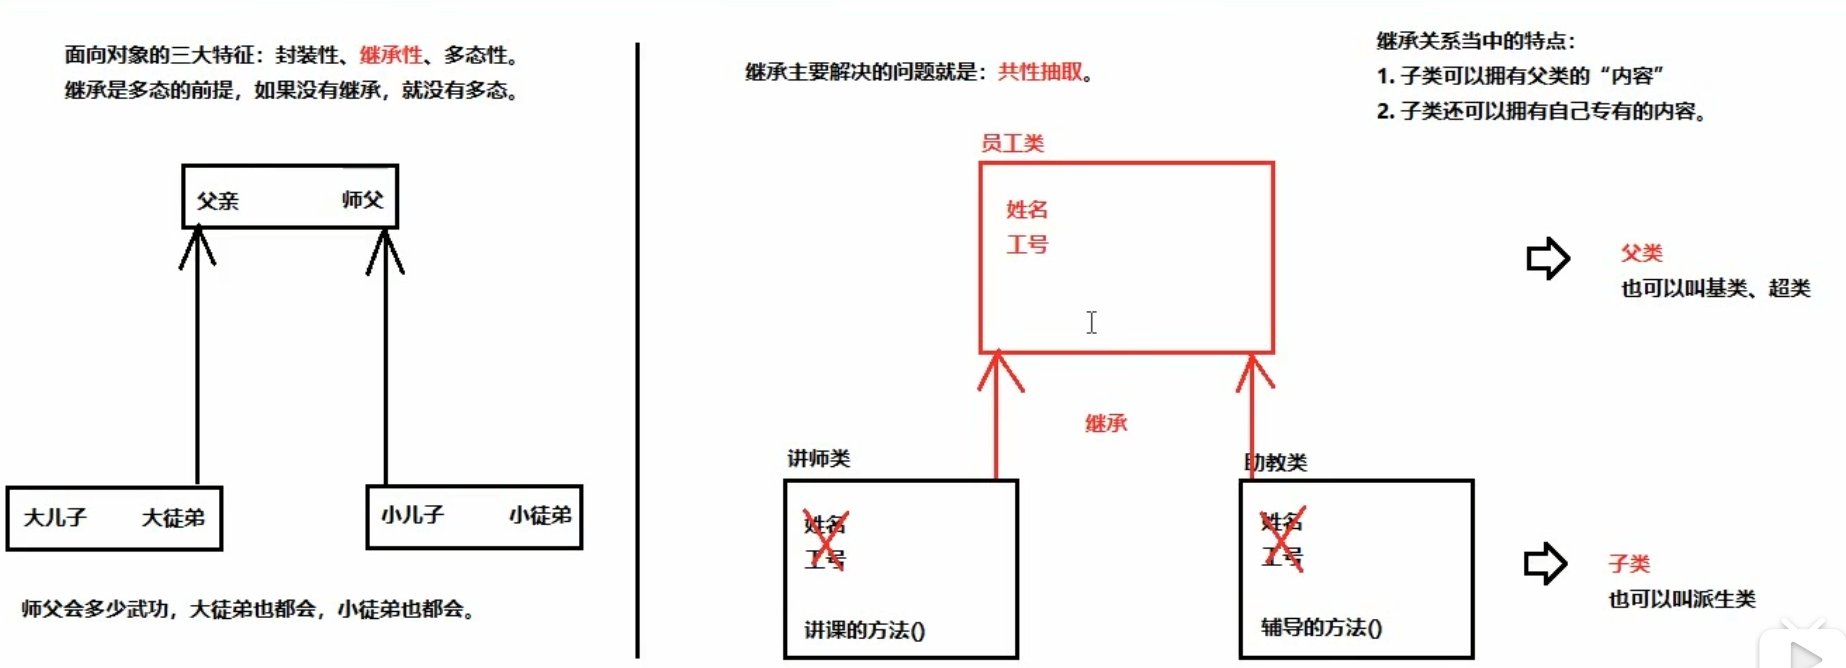 面向对象的三大特征：封装性、继承性、多态性。
继承是多态的前提，如果没有继承，就没有多态。
父亲 师父
大儿子 大徒弟
小儿子 小徒弟
师父会多少武功，大徒弟也都会，小徒弟也都会。
继承主要解决的问题就是：共性抽取。
员工类
姓名
工号
继承
讲师类
姓名
工号
讲课的方法()
助教类
姓名
工号
辅导的方法()
继承关系当中的特点：
1. 子类可以拥有父类的“内容”
2. 子类还可以拥有自己专有的内容。
父类
也可以叫基类、超类
子类
也可以叫派生类